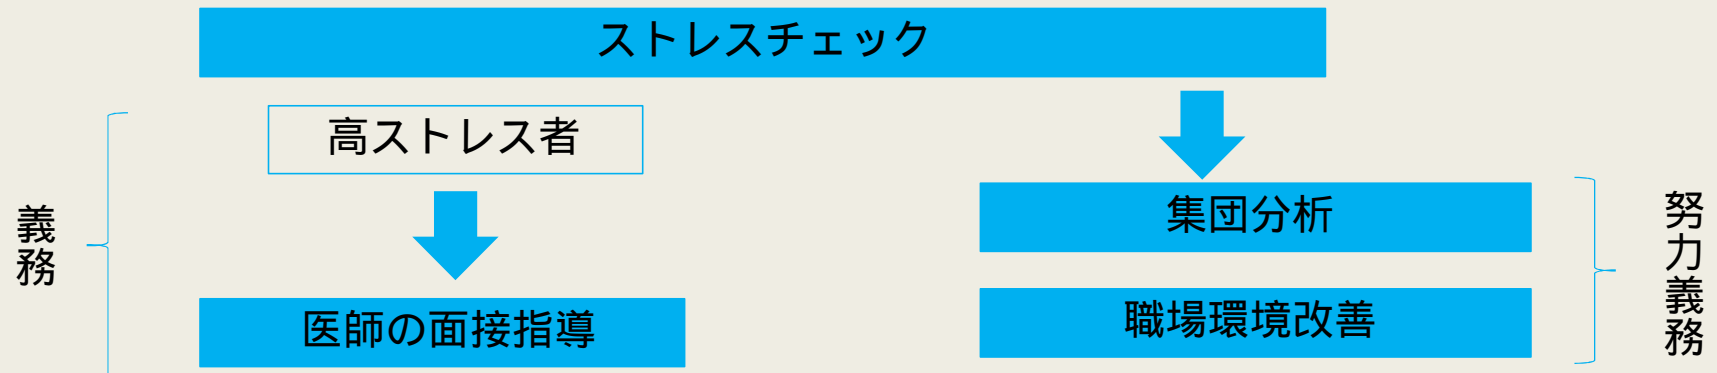 ストレスチェック
高ストレス者
義務
医師の面接指導
集団分析
職場環境改善
努力義務